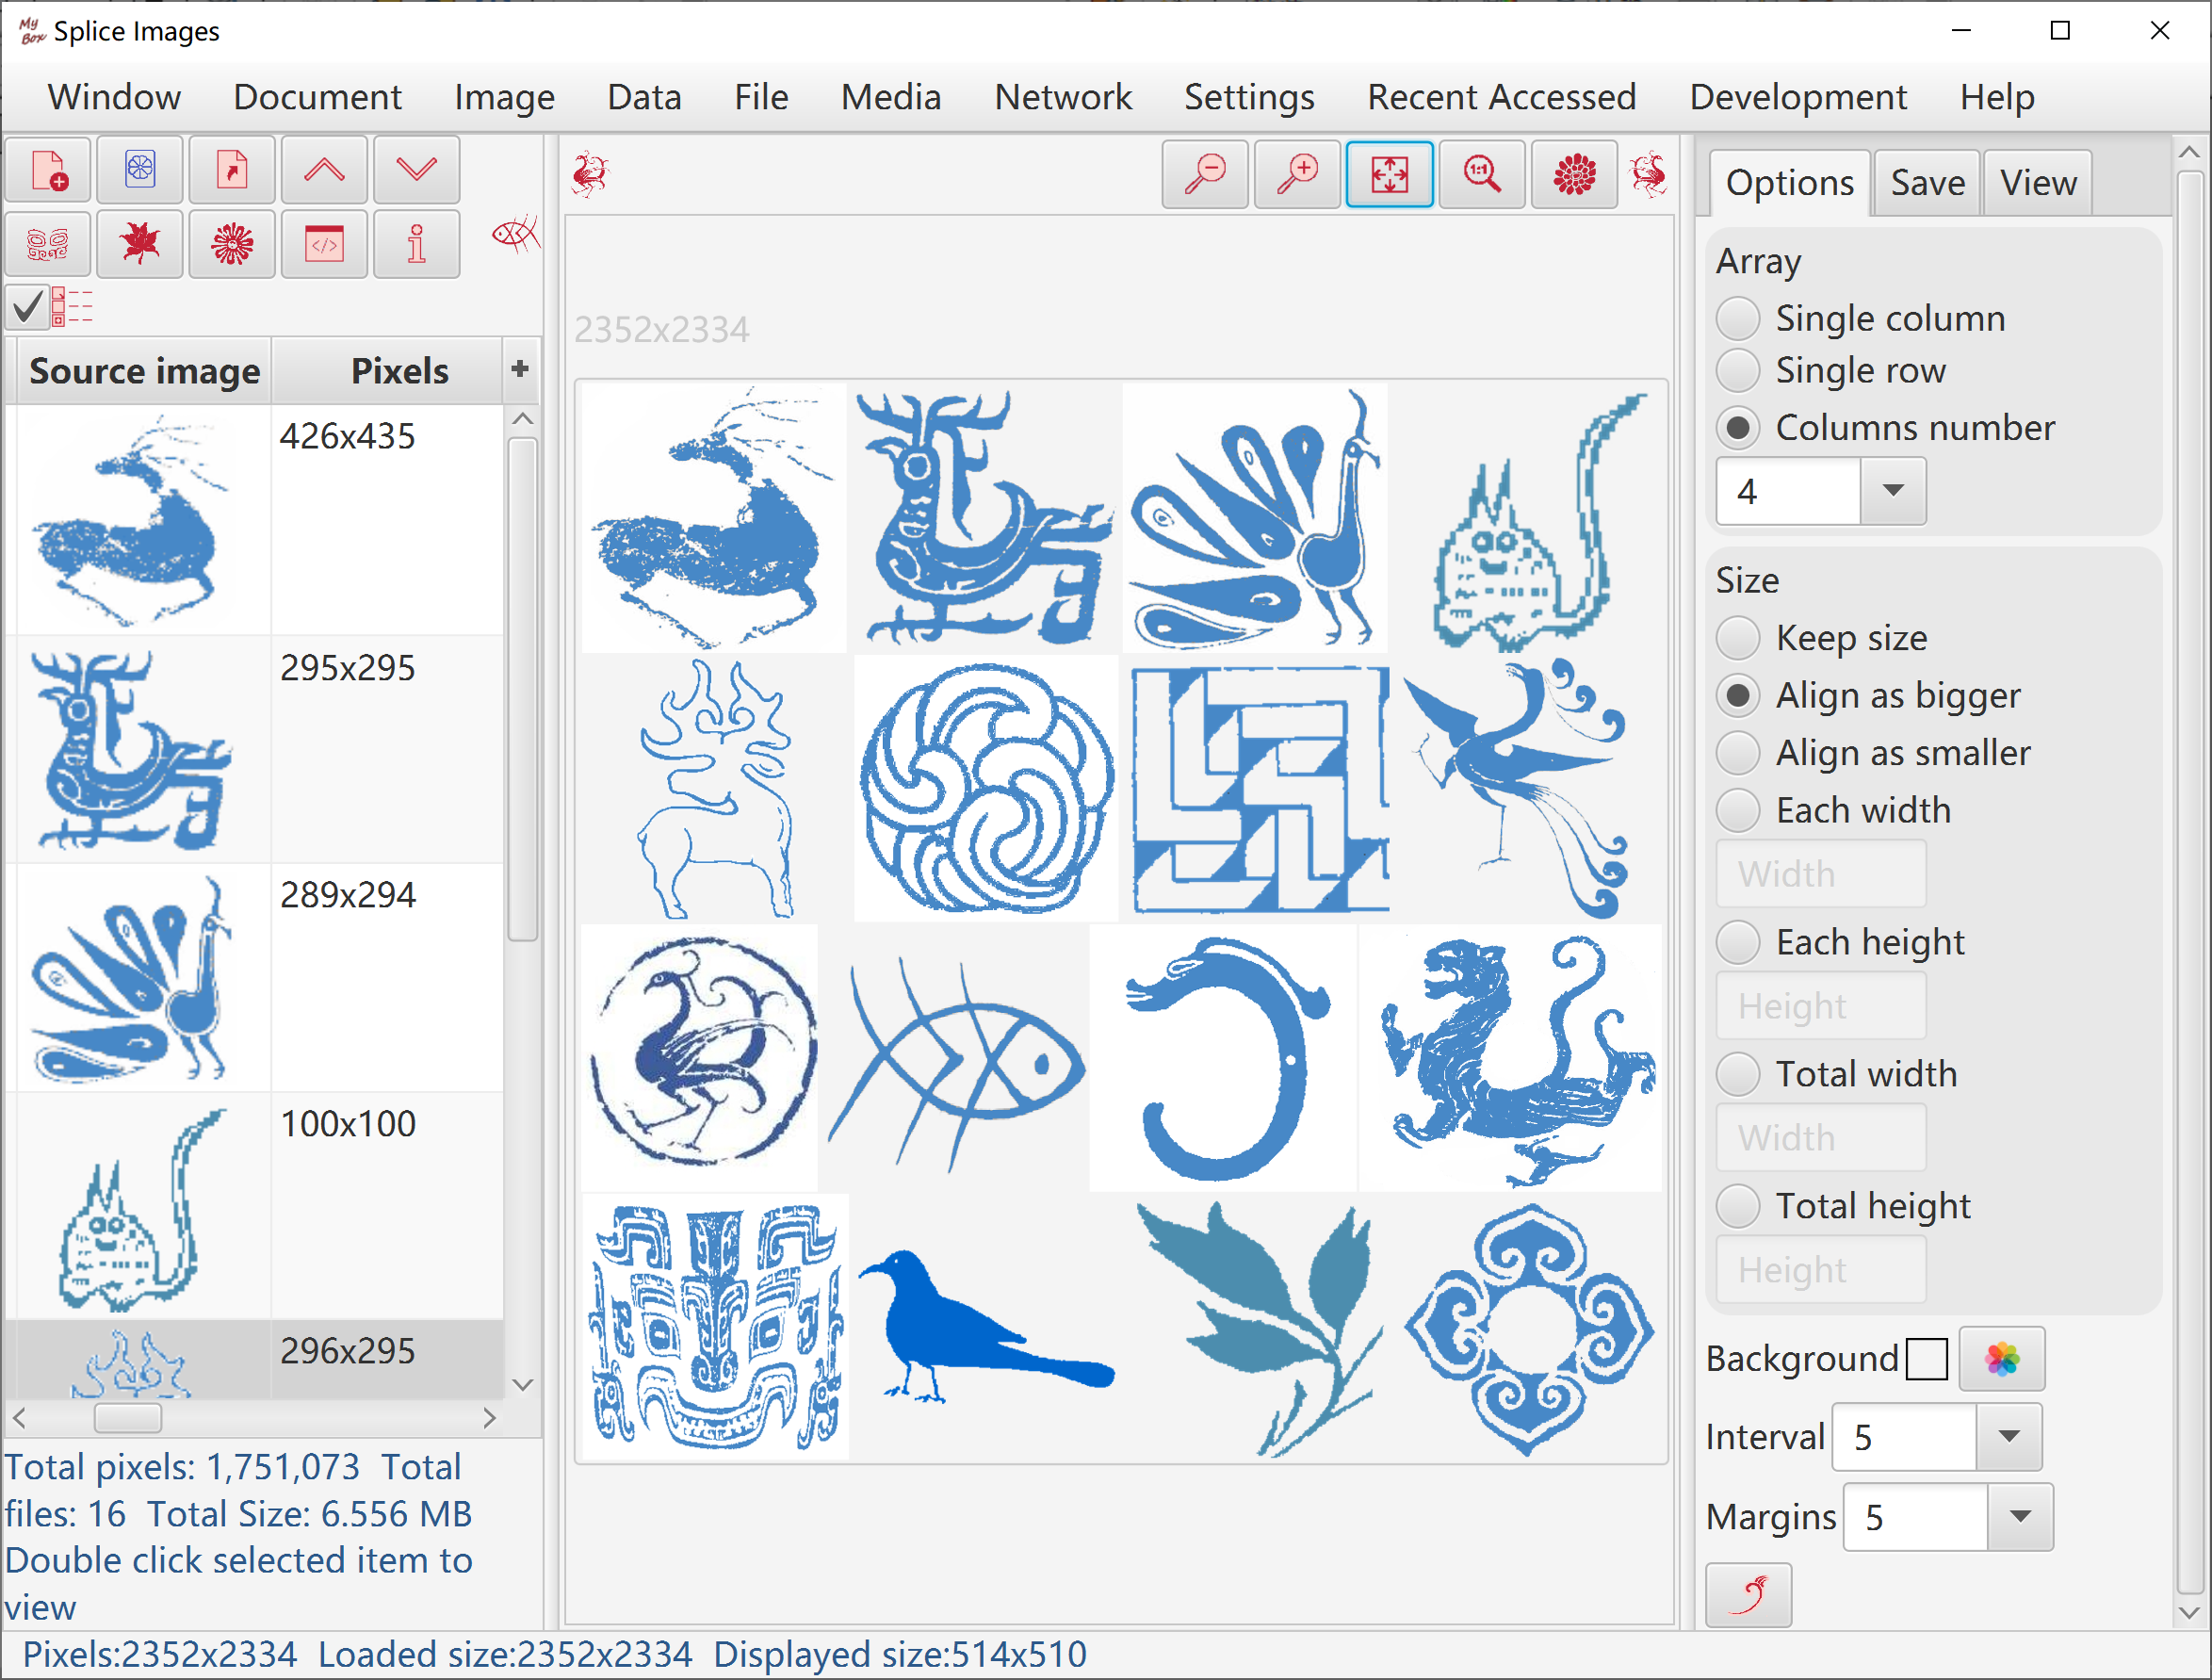 My Box Splice Images
Window Document Image Data File Media Network Settings Recent Accessed Development Help
1:1
Options Save View
2352x2334
Source image Pixels +
426x435
295x295
289x294
100x100
296x295
Total pixels: 1,751,073 Total
files: 16 Total Size: 6.556 MB
Double click selected item to
view
Array
Single column
Single row
Columns number
4
Size
Keep size
Align as bigger
Align as smaller
Each width
Width
Each height
Height
Total width
Width
Total height
Height
Background
Interval 5
Margins 5
Pixels:2352x2334 Loaded size:2352x2334 Displayed size:514x510